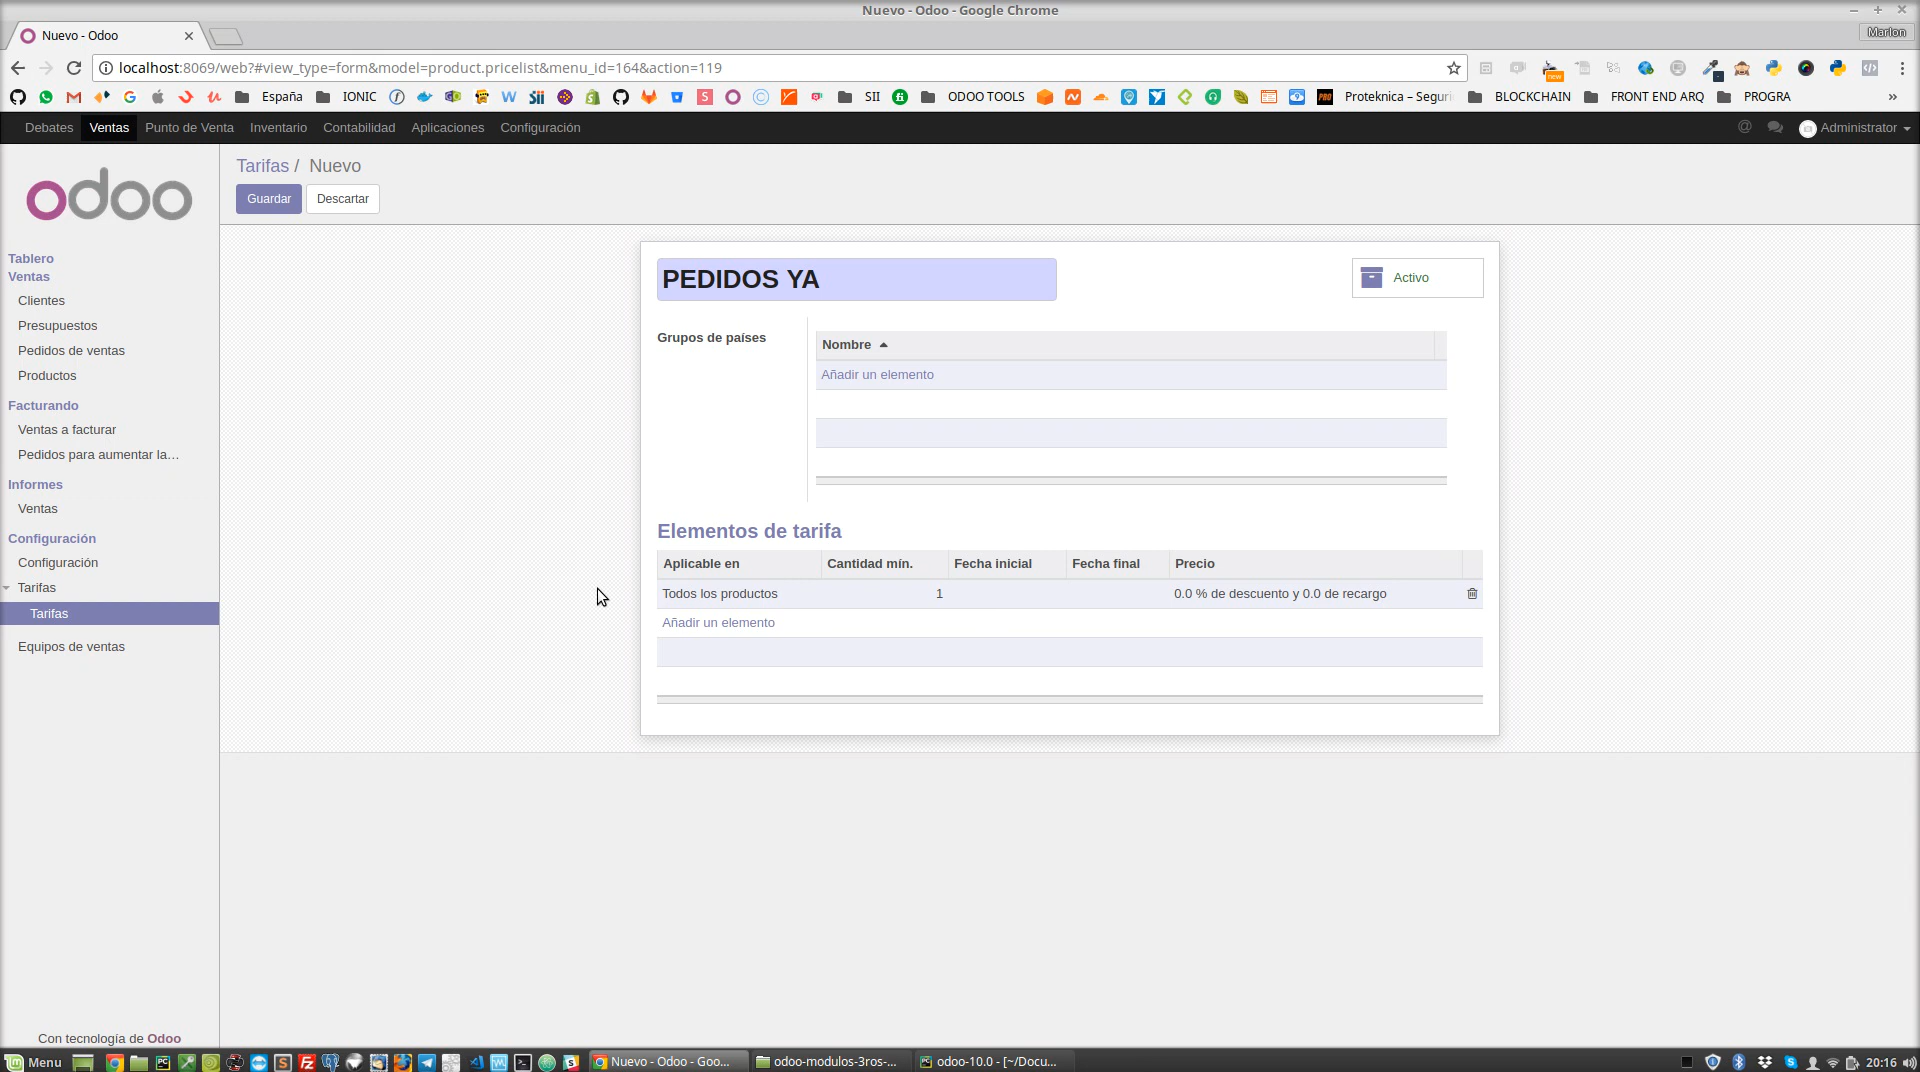 Nuevo - Odoo - Google Chrome
Nuevo - Odoo
Marlon
localhost:8069/web?#view_type=form&model=product.pricelist&menu_id=164&action=119
España
IONIC
SII
ODOO TOOLS
Proteknica – Seguri
BLOCKCHAIN
FRONT END ARQ
PROGRA
»
Debates
Ventas
Punto de Venta
Inventario
Contabilidad
Aplicaciones
Configuración
Administrator
odoo
Tarifas / Nuevo
Guardar
Descartar
Tablero
Ventas
Clientes
Presupuestos
Pedidos de ventas
Productos
Facturando
Ventas a facturar
Pedidos para aumentar la...
Informes
Ventas
Configuración
Configuración
Tarifas
Tarifas
Equipos de ventas
Con tecnología de Odoo
PEDIDOS YA
Activo
Grupos de países
Nombre
Añadir un elemento
Elementos de tarifa
Aplicable en
Cantidad mín.
Fecha inicial
Fecha final
Precio
Todos los productos
1
0.0 % de descuento y 0.0 de recargo
Añadir un elemento
Menu
Nuevo - Odoo - Goo...
odoo-modulos-3ros-...
odoo-10.0 - [~/Docu...
20:16